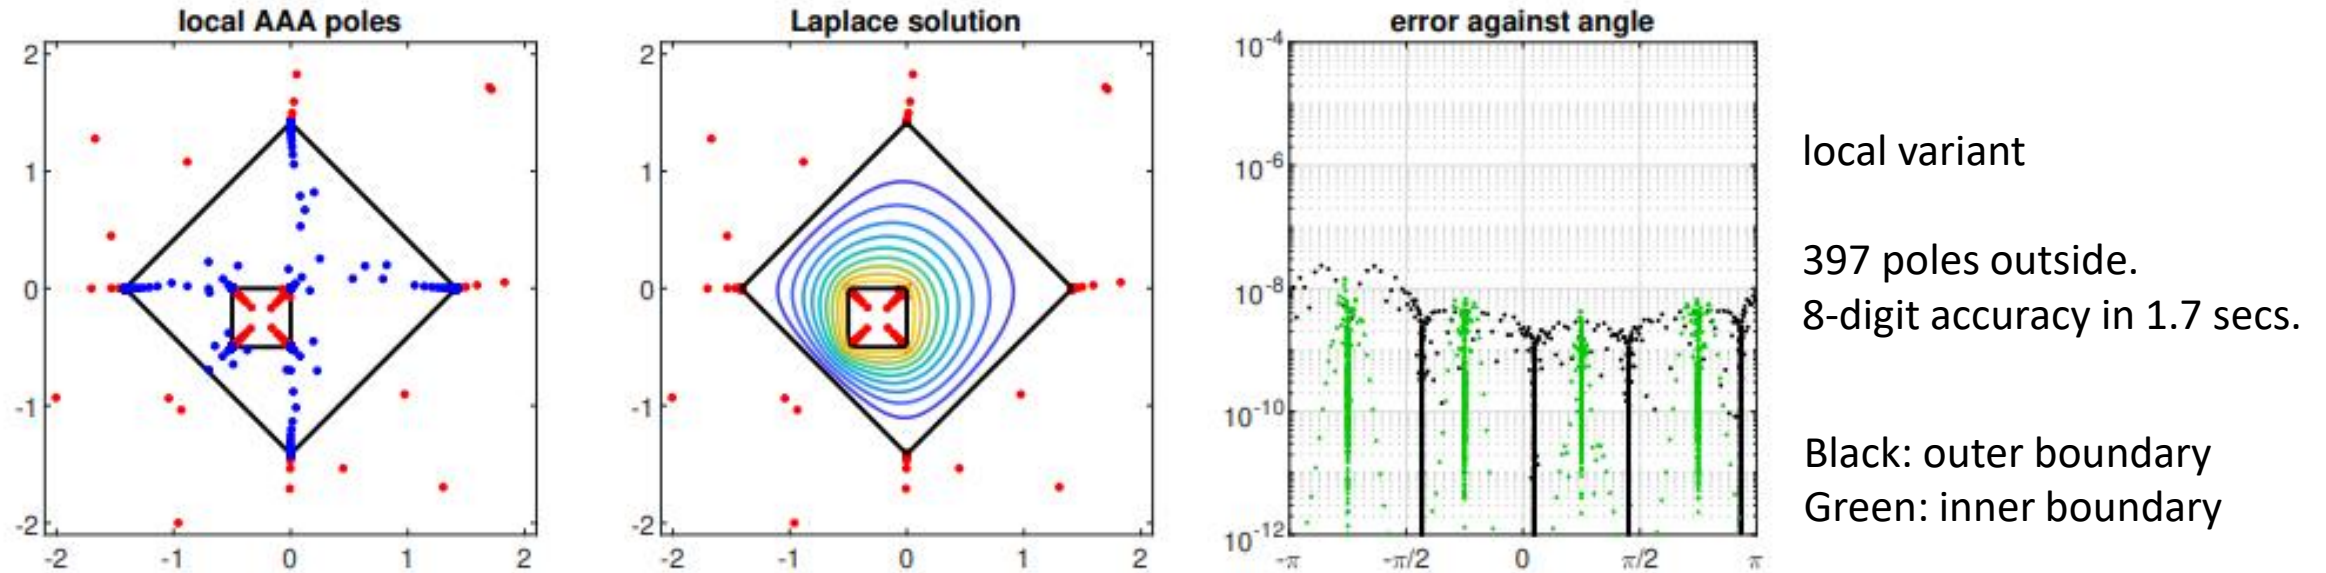 local AAA poles
2
1
0
-1
-2
-2 -1 0 1 2
Laplace solution
2
1
0
-1
-2
-2 -1 0 1 2
error against angle
10⁻⁴
10⁻⁶
10⁻⁸
10⁻¹⁰
10⁻¹²
-π -π/2 0 π/2 π
local variant
397 poles outside.
8-digit accuracy in 1.7 secs.
Black: outer boundary
Green: inner boundary